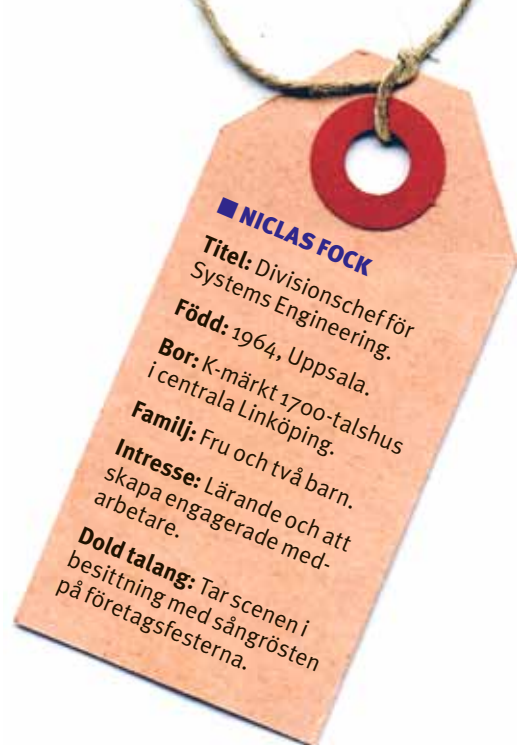 ■ NICLAS FOCK
Titel: Divisionschef för
Systems Engineering.
Född: 1964, Uppsala.
Bor: K-märkt 1700-talshus
i centrala Linköping.
Familj: Fru och två barn.
Intresse: Lärande och att
skapa engagerade med-
arbetare.
Dold talang: Tar scenen i
besittning med sångrösten
på företagsfesterna.